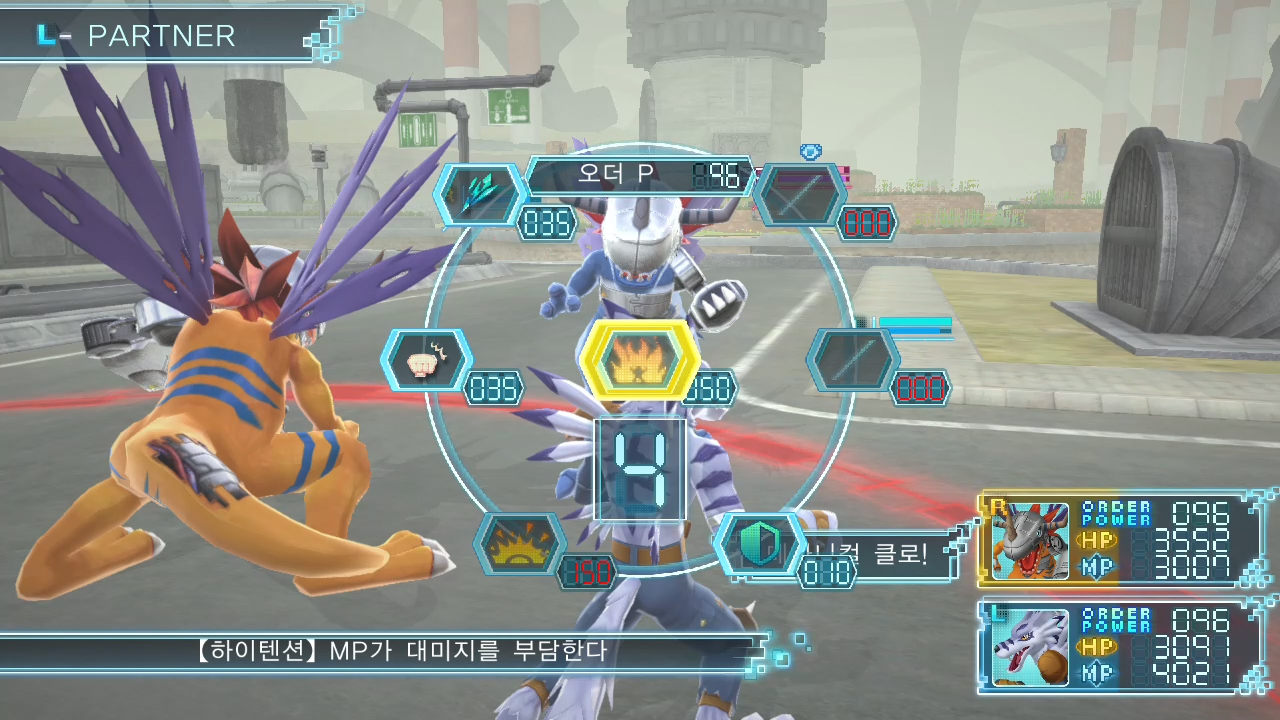 L- PARTNER
오더 P 096
035
000
035
050
000
4
150
010
클로!
R
ORDER POWER 096
HP 3552
MP 3007
L
ORDER POWER 096
HP 3091
MP 4021
【하이텐션】 MP가 대미지를 부담한다